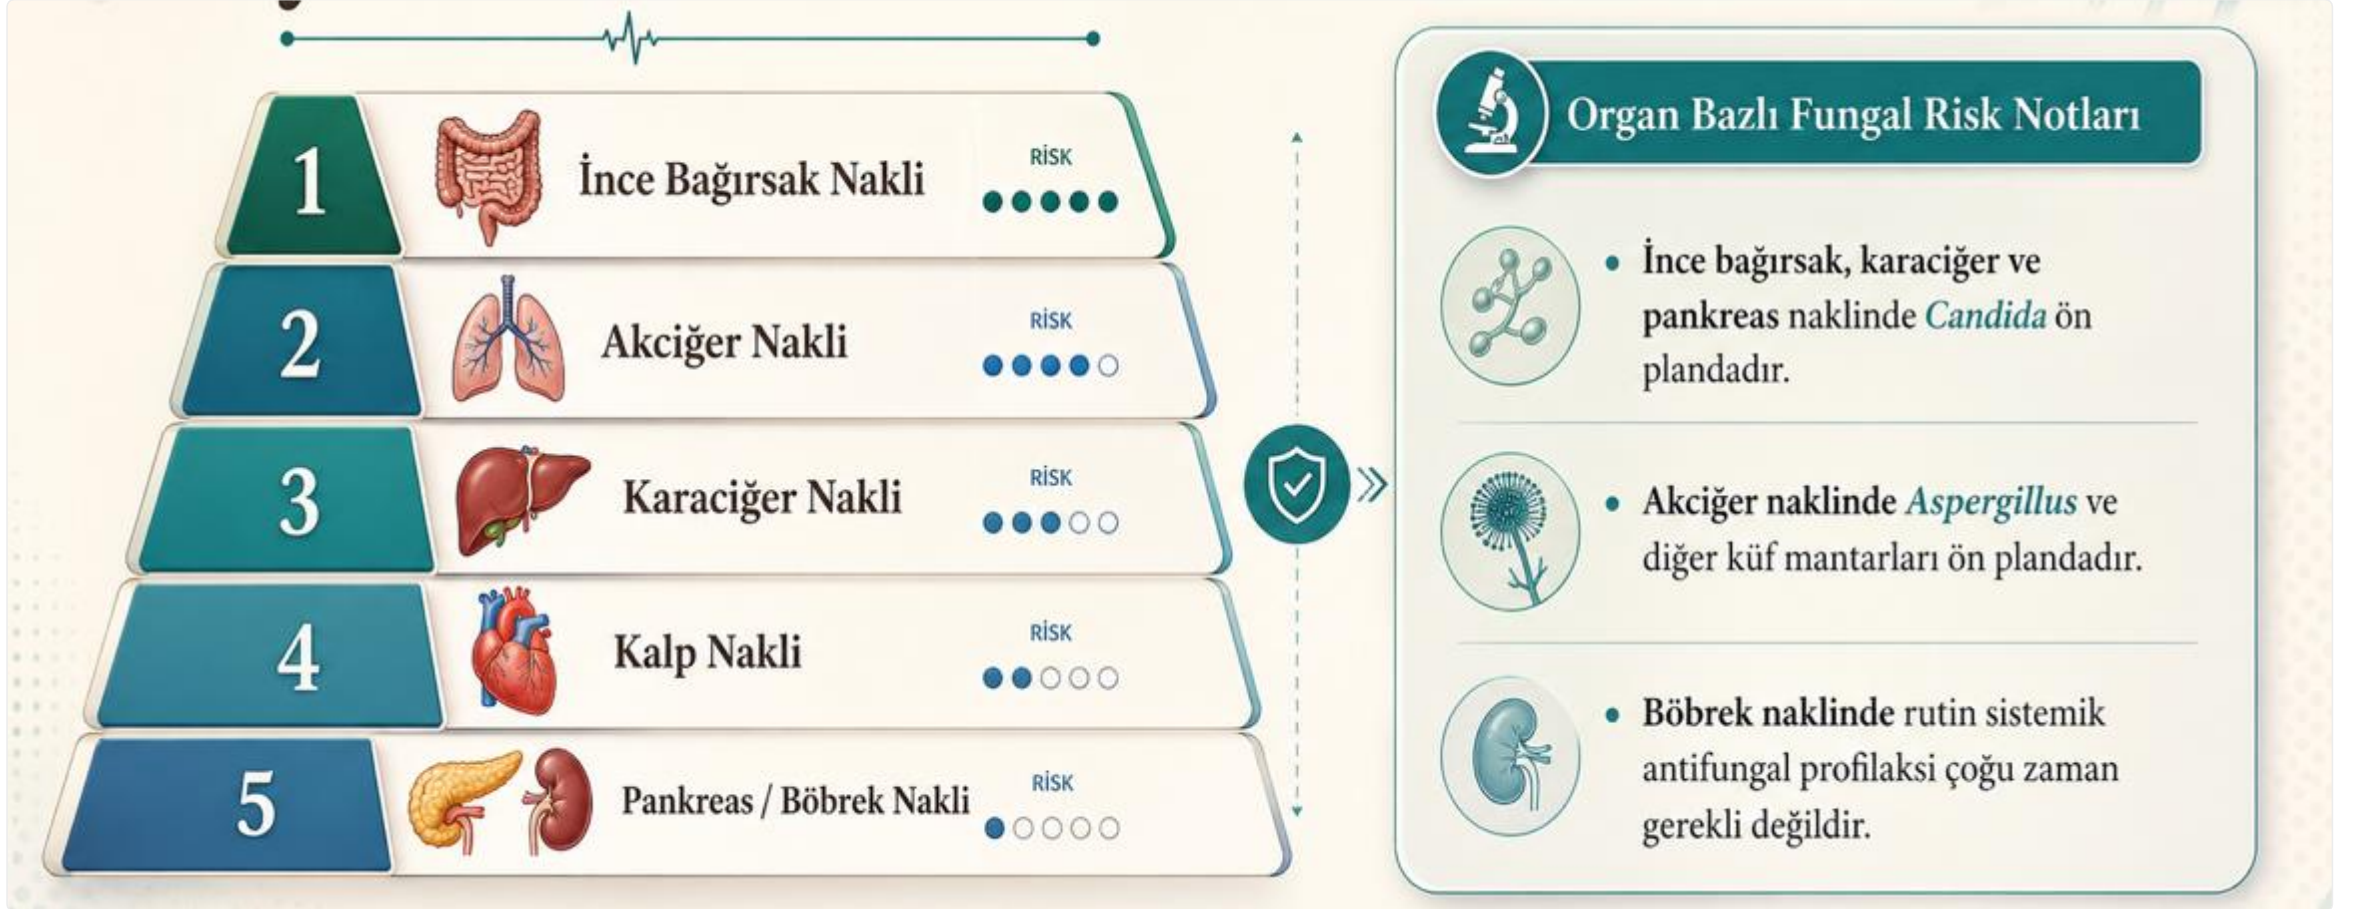 1
İnce Bağırsak Nakli
RİSK
2
Akciğer Nakli
RİSK
3
Karaciğer Nakli
RİSK
4
Kalp Nakli
RİSK
5
Pankreas / Böbrek Nakli
RİSK
Organ Bazlı Fungal Risk Notları
• İnce bağırsak, karaciğer ve
pankreas naklinde Candida ön
plandadır.
• Akciğer naklinde Aspergillus ve
diğer küf mantarları ön plandadır.
• Böbrek naklinde rutin sistemik
antifungal profilaksi çoğu zaman
gerekli değildir.